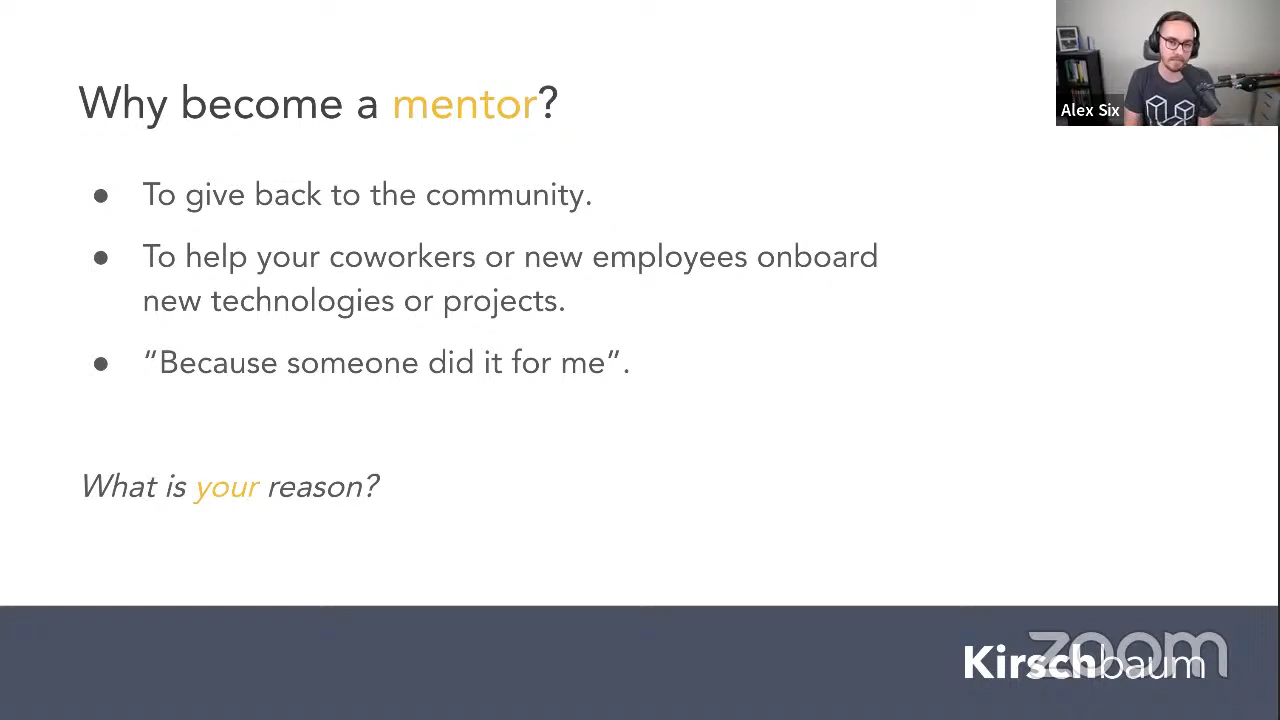 Why become a mentor?
Alex Six
● To give back to the community.
● To help your coworkers or new employees onboard
new technologies or projects.
● “Because someone did it for me”.
What is your reason?
Kirschbaum
zoom